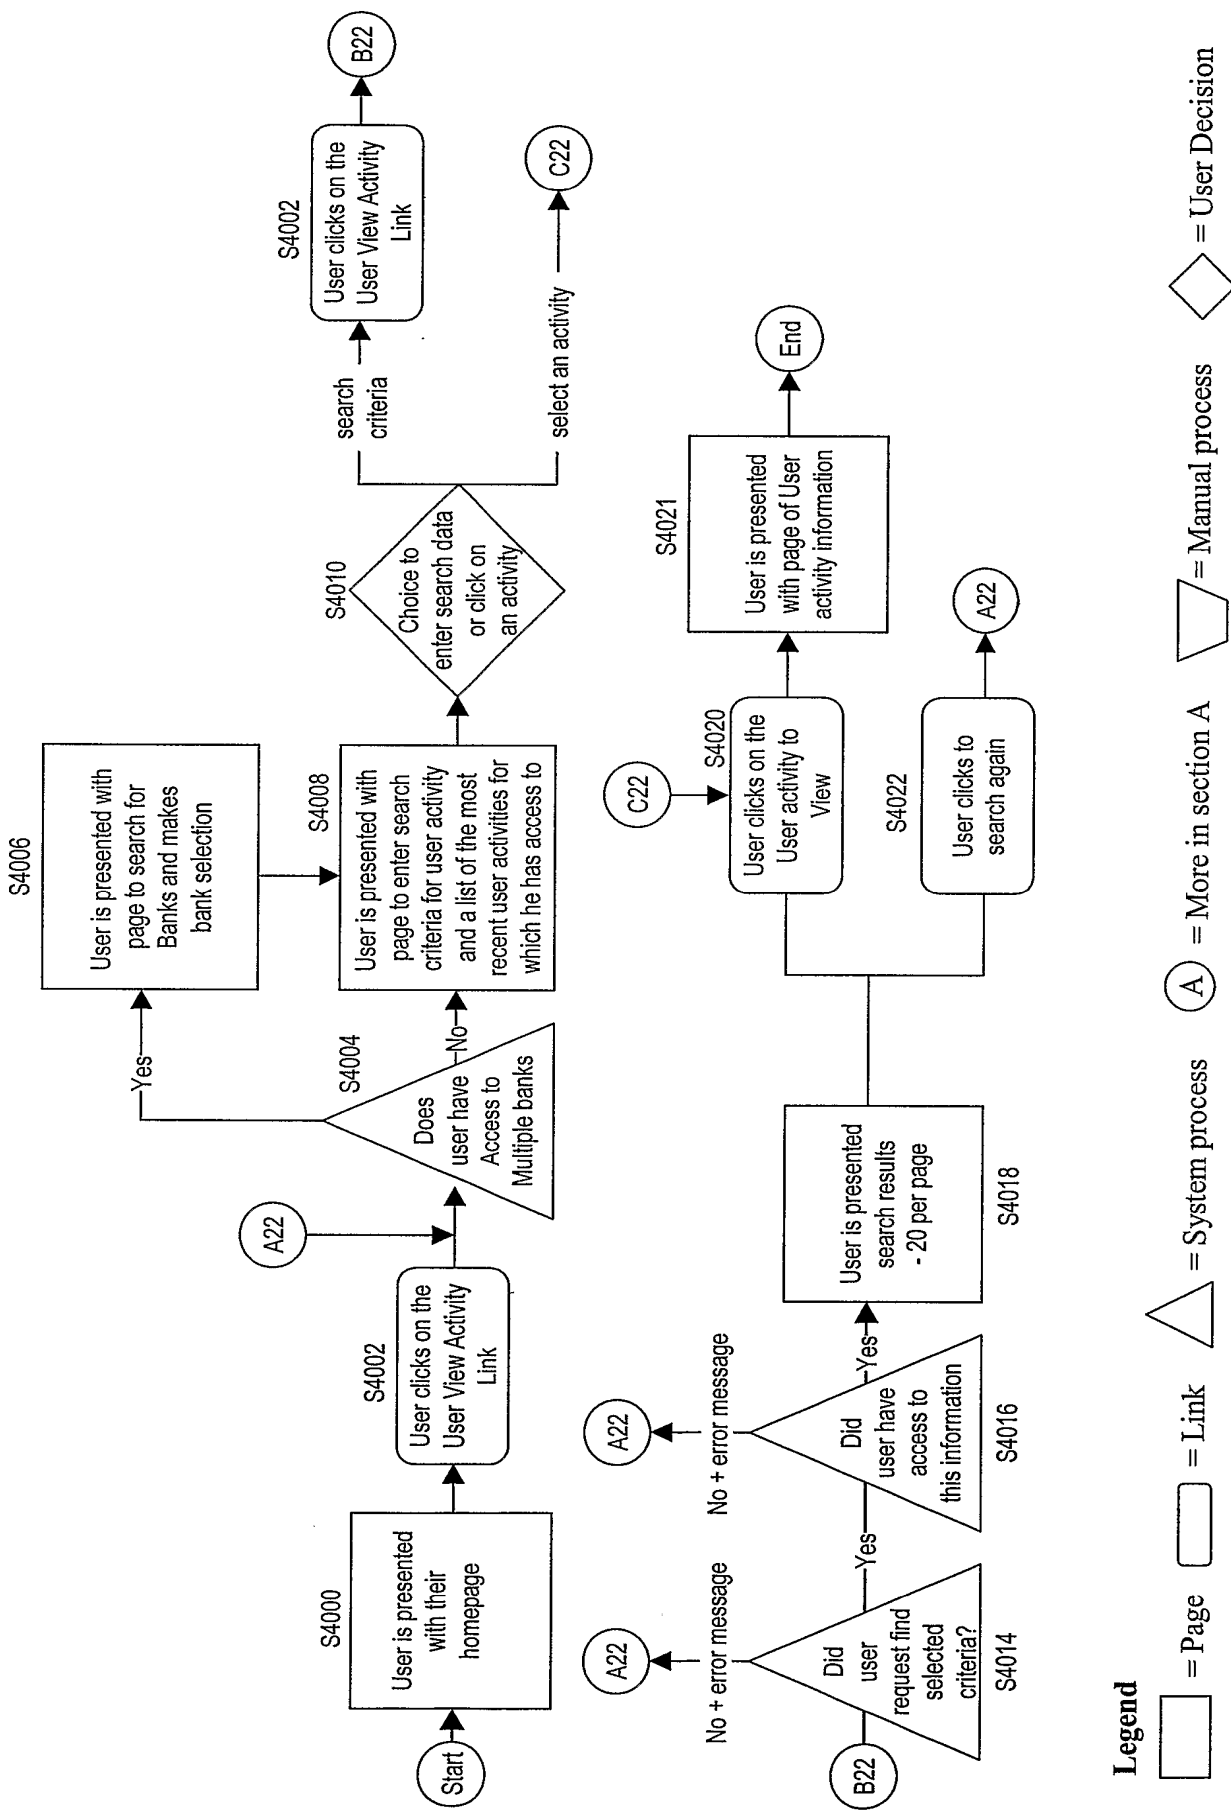 Start
S4000
User is presented
with their
homepage
S4002
User clicks on the
User View Activity
Link
A22
S4004
Does
user have
Access to
Multiple banks
Yes
No
S4006
User is presented with
page to search for
Banks and makes
bank selection
S4008
User is presented with
page to enter search
criteria for user activity
and a list of the most
recent user activities for
which he has access to
S4010
Choice to
enter search data
or click on
an activity
search
criteria
select an activity
S4002
User clicks on the
User View Activity
Link
B22
C22
B22
Did
user
request find
selected
criteria?
S4014
No + error message
A22
Yes
Did
user have
access to
this information
S4016
No + error message
A22
Yes
User is presented
search results
- 20 per page
S4018
C22
S4020
User clicks on the
User activity to
View
S4022
User clicks to
search again
A22
S4021
User is presented
with page of User
activity information
End
Legend
= Page
= Link
= System process
A = More in section A
= Manual process
= User Decision